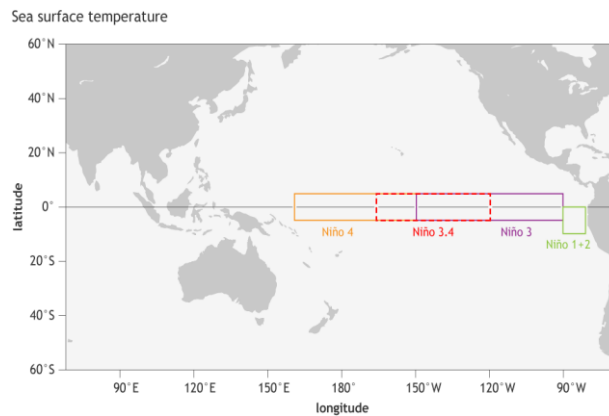 Sea surface temperature
60°N
40°N
20°N
0°
20°S
40°S
60°S
latitude
Niño 4
Niño 3.4
Niño 3
Niño 1+2
90°E
120°E
150°E
180°
150°W
120°W
90°W
longitude